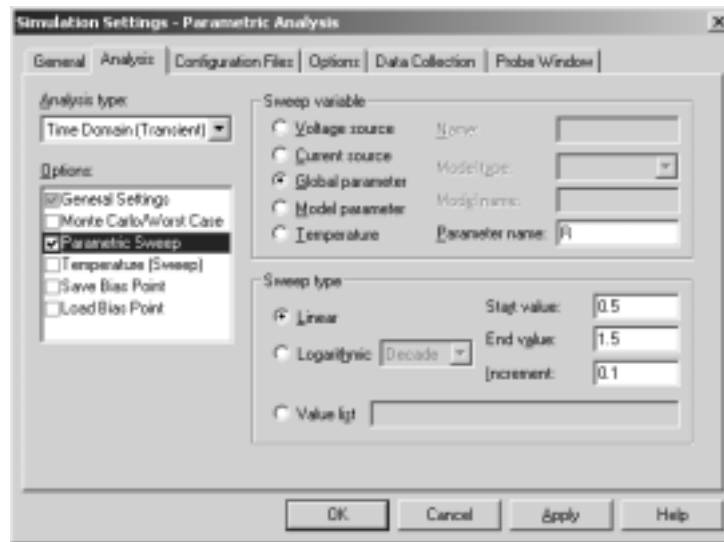 Simulation Settings - Parametric Analysis
General Analysis Configuration Files Options Data Collection Probe Window
Analysis type:
Time Domain (Transient)
Options:
General Settings
Monte Carlo/Worst Case
Parametric Sweep
Temperature (Sweep)
Save Bias Point
Load Bias Point
Sweep variable
Voltage source
Current source
Global parameter
Model parameter
Temperature
Name:
Model type:
Model name:
Parameter name: R
Sweep type
Linear
Logarithmic Decade
Value list
Start value: 0.5
End value: 1.5
Increment: 0.1
OK Cancel Apply Help